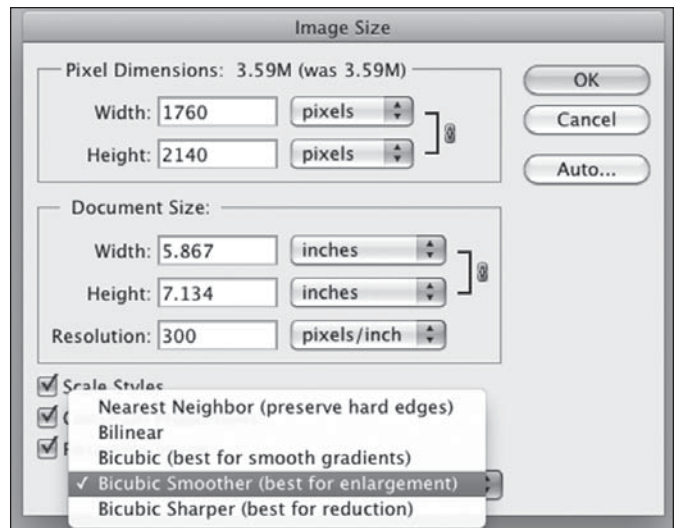 Image Size
Pixel Dimensions: 3.59M (was 3.59M)
Width: 1760 pixels
Height: 2140 pixels
OK
Cancel
Auto...
Document Size:
Width: 5.867 inches
Height: 7.134 inches
Resolution: 300 pixels/inch
Scale Styles
Nearest Neighbor (preserve hard edges)
Bilinear
Bicubic (best for smooth gradients)
✓ Bicubic Smoother (best for enlargement)
Bicubic Sharper (best for reduction)